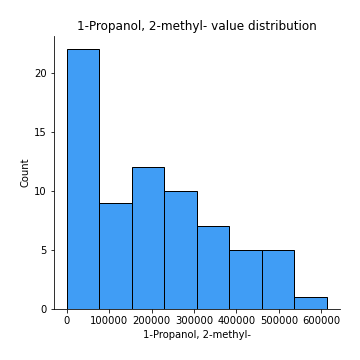 1-Propanol, 2-methyl- value distribution
20
15
10
5
0
Count
0 100000 200000 300000 400000 500000 600000
1-Propanol, 2-methyl-